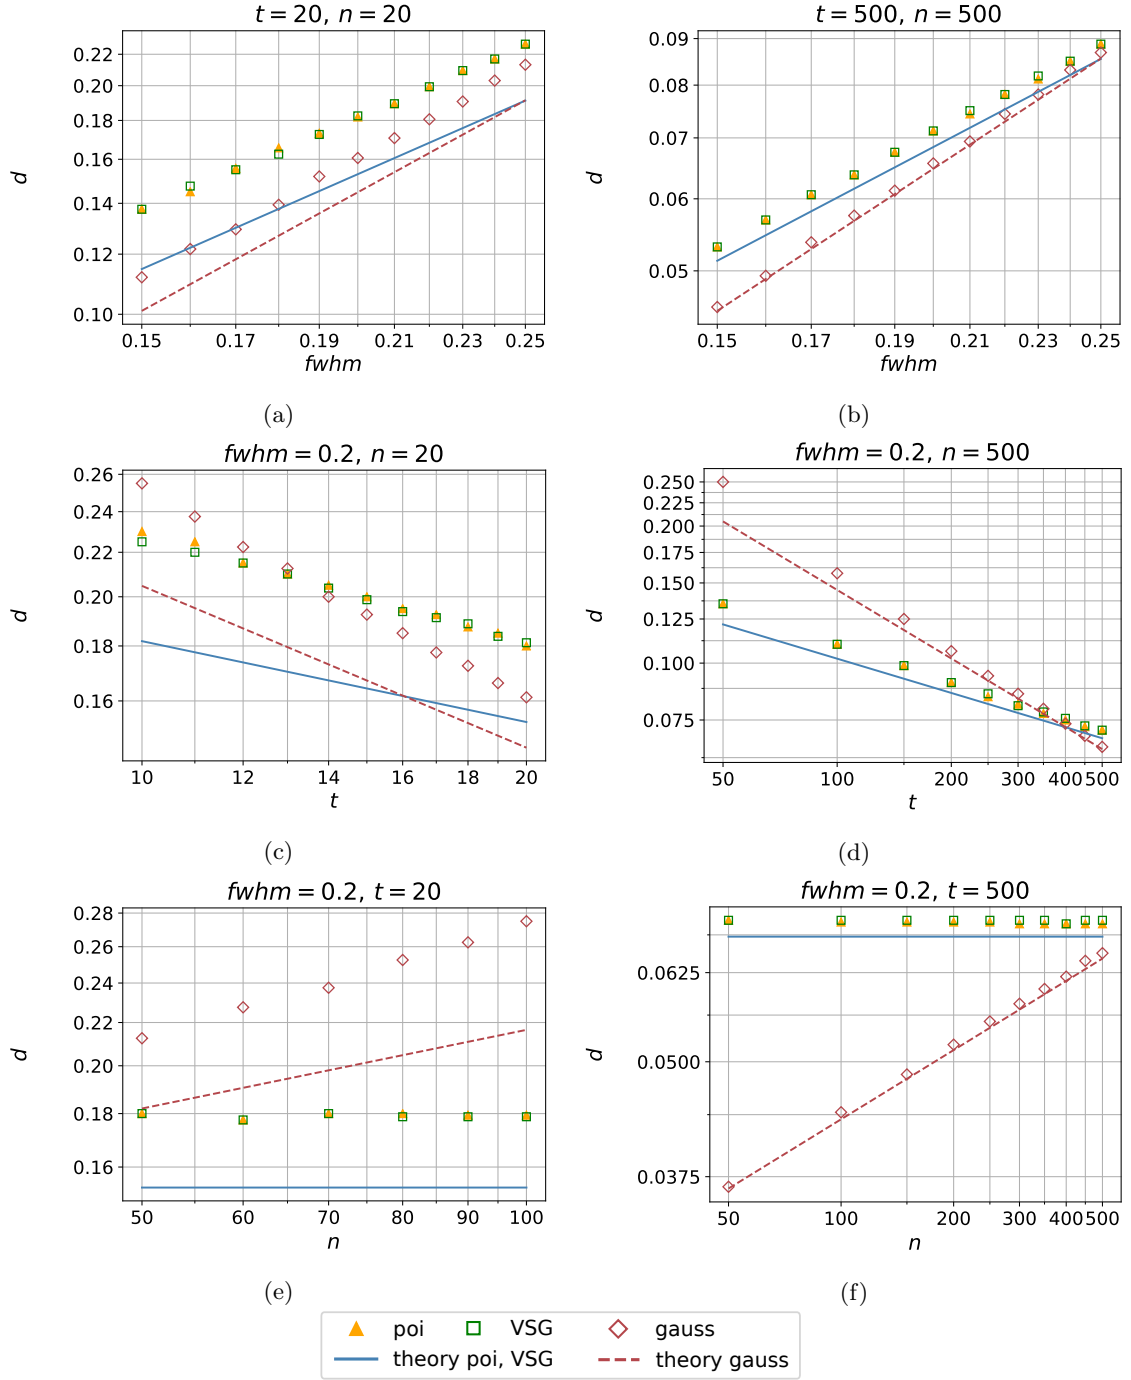 t = 20, n = 20
0.22
0.20
0.18
0.16
0.14
0.12
0.10
d
0.15 0.17 0.19 0.21 0.23 0.25
fwhm
(a)
t = 500, n = 500
0.09
0.08
0.07
0.06
0.05
d
0.15 0.17 0.19 0.21 0.23 0.25
fwhm
(b)
fwhm = 0.2, n = 20
0.26
0.24
0.22
0.20
0.18
0.16
d
10 12 14 16 18 20
t
(c)
fwhm = 0.2, n = 500
0.250
0.225
0.200
0.175
0.150
0.125
0.100
0.075
d
50 100 200 300 400 500
t
(d)
fwhm = 0.2, t = 20
0.28
0.26
0.24
0.22
0.20
0.18
0.16
d
50 60 70 80 90 100
n
(e)
fwhm = 0.2, t = 500
0.0625
0.0500
0.0375
d
50 100 200 300 400 500
n
(f)
poi VSG gauss
theory poi, VSG theory gauss